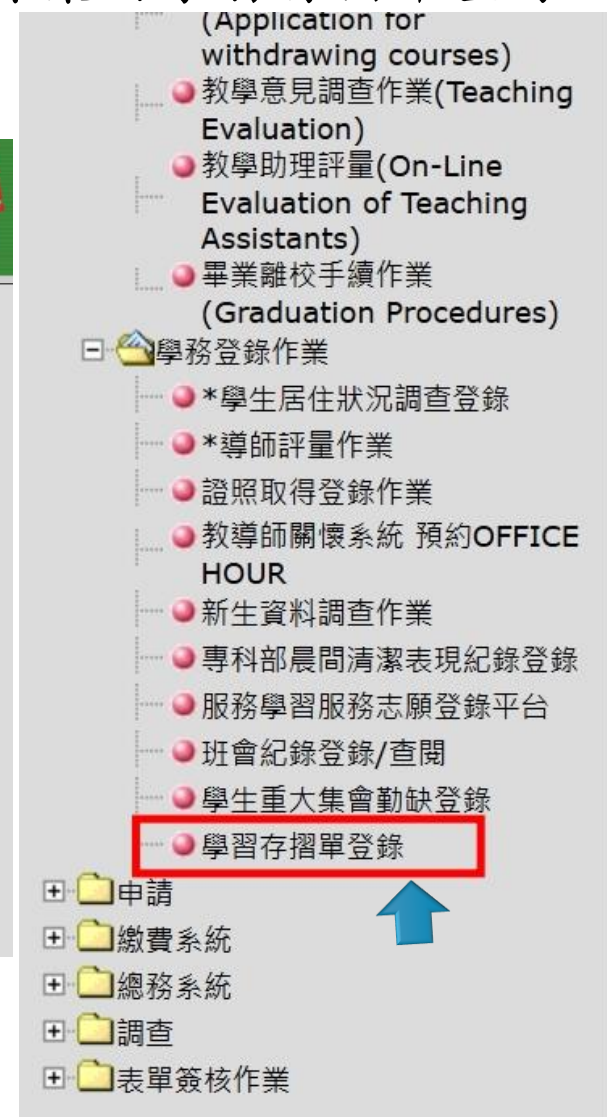 (Application for
withdrawing courses)
教學意見調查作業(Teaching
Evaluation)
教學助理評量(On-Line
Evaluation of Teaching
Assistants)
畢業離校手續作業
(Graduation Procedures)
學務登錄作業
*學生居住狀況調查登錄
*導師評量作業
證照取得登錄作業
教導師關懷系統 預約OFFICE
HOUR
新生資料調查作業
專科部晨間清潔表現紀錄登錄
服務學習服務志願登錄平台
班會紀錄登錄/查閱
學生重大集會勤缺登錄
學習存摺單登錄
申請
繳費系統
總務系統
調查
表單簽核作業